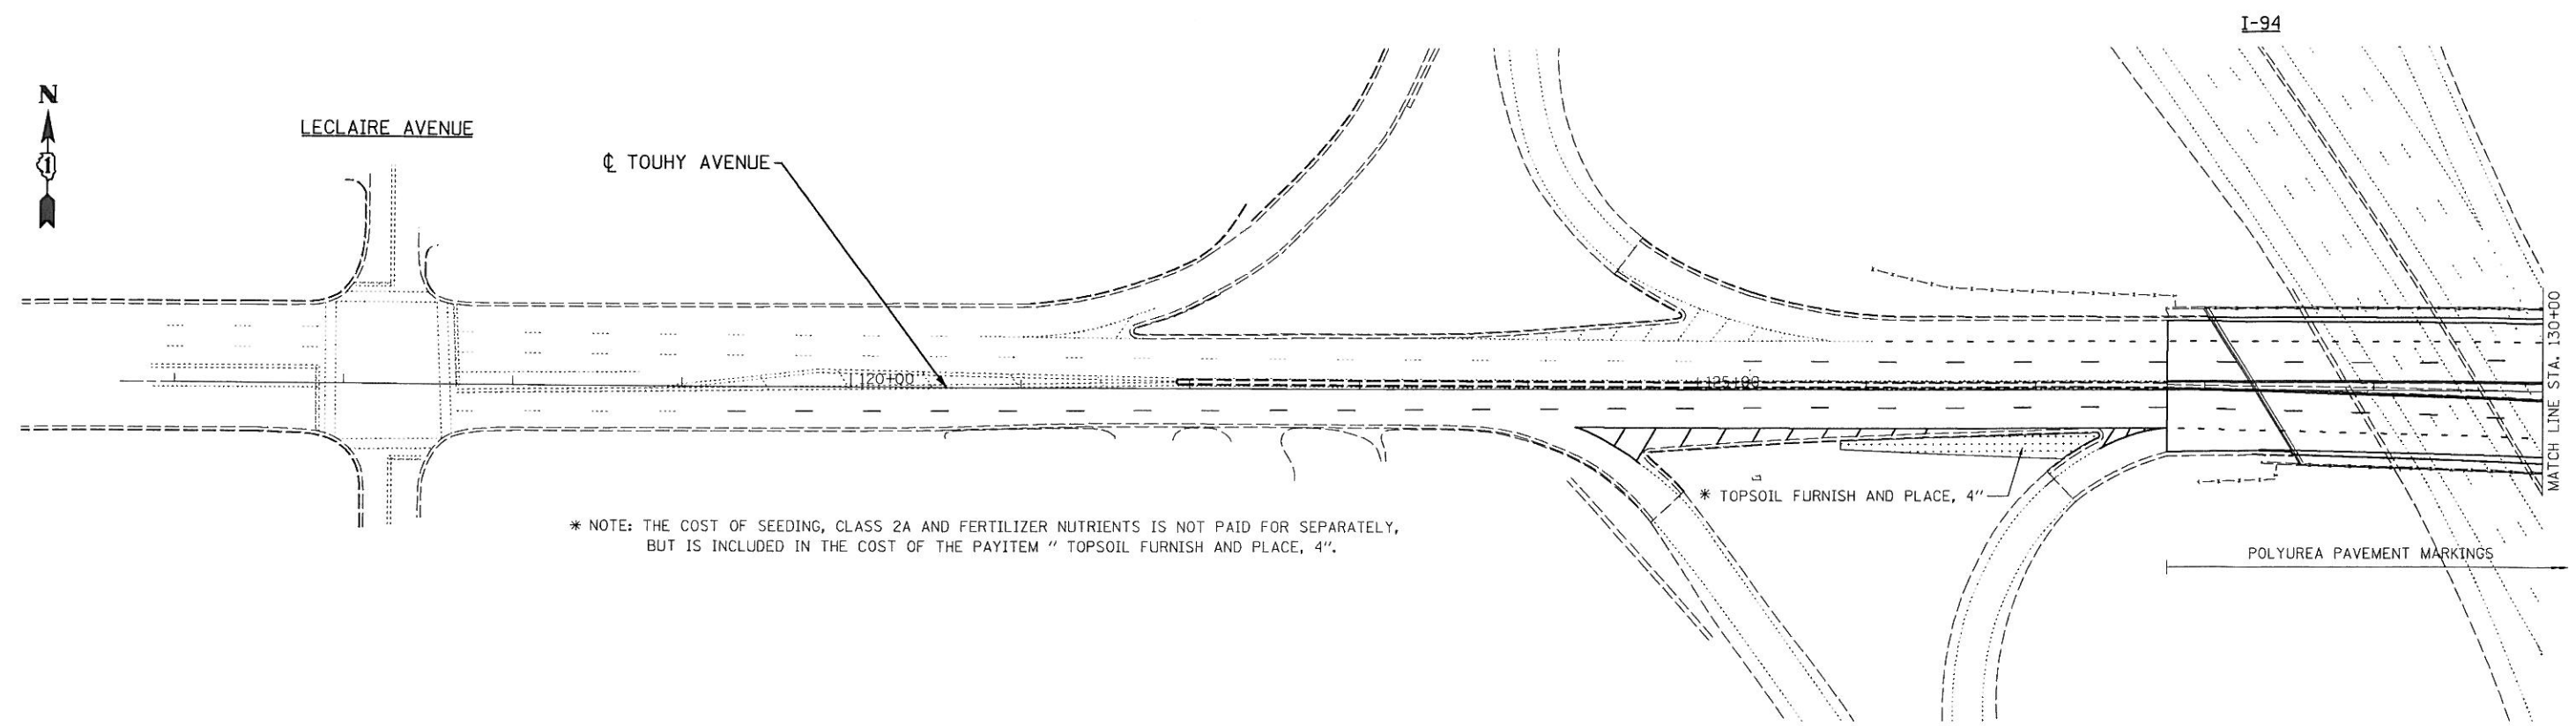 I-94
N
1
LECLAIRE AVENUE
℄ TOUHY AVENUE
120+00
125+00
MATCH LINE STA. 130+00
* TOPSOIL FURNISH AND PLACE, 4"
* NOTE: THE COST OF SEEDING, CLASS 2A AND FERTILIZER NUTRIENTS IS NOT PAID FOR SEPARATELY,
BUT IS INCLUDED IN THE COST OF THE PAYITEM " TOPSOIL FURNISH AND PLACE, 4".
POLYUREA PAVEMENT MARKINGS